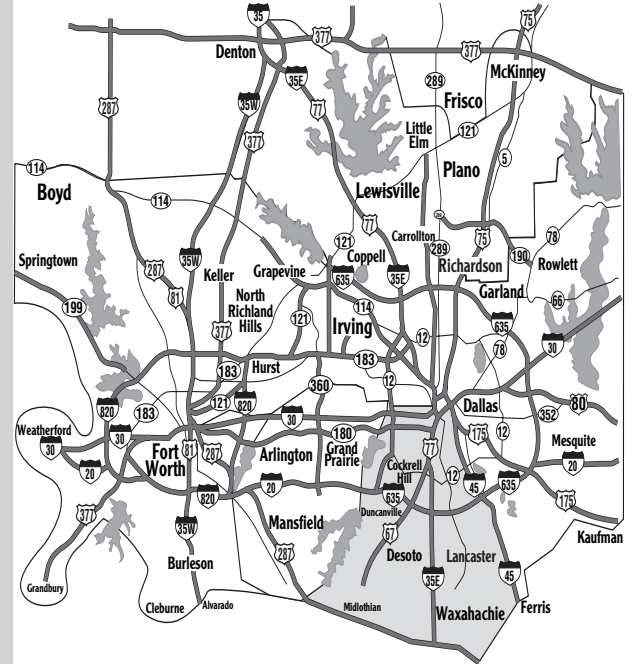 35
75
377
377
Denton
35E
289
McKinney
Frisco
287
35W
77
Little
Elm
121
377
5
114
Plano
Boyd
Lewisville
114
77
Carrollton
289
75
78
Springtown
35W
121
Coppell
190
287
Keller
Grapevine
635
35E
Richardson
Rowlett
81
Garland
199
North
Richland
Hills
114
66
121
Irving
635
377
12
78
30
183
Hurst
183
820
183
121
820
360
12
Dallas
80
30
352
Weatherford
30
30
180
175
12
Fort
Worth
81
287
Arlington
Grand
Prairie
77
Mesquite
20
Cockrell
Hill
12
20
820
20
635
45
635
377
Duncanville
175
35W
Mansfield
67
Kaufman
287
Desoto
Lancaster
Burleson
35E
45
Grandbury
Cleburne
Alvarado
Midlothian
Waxahachie
Ferris